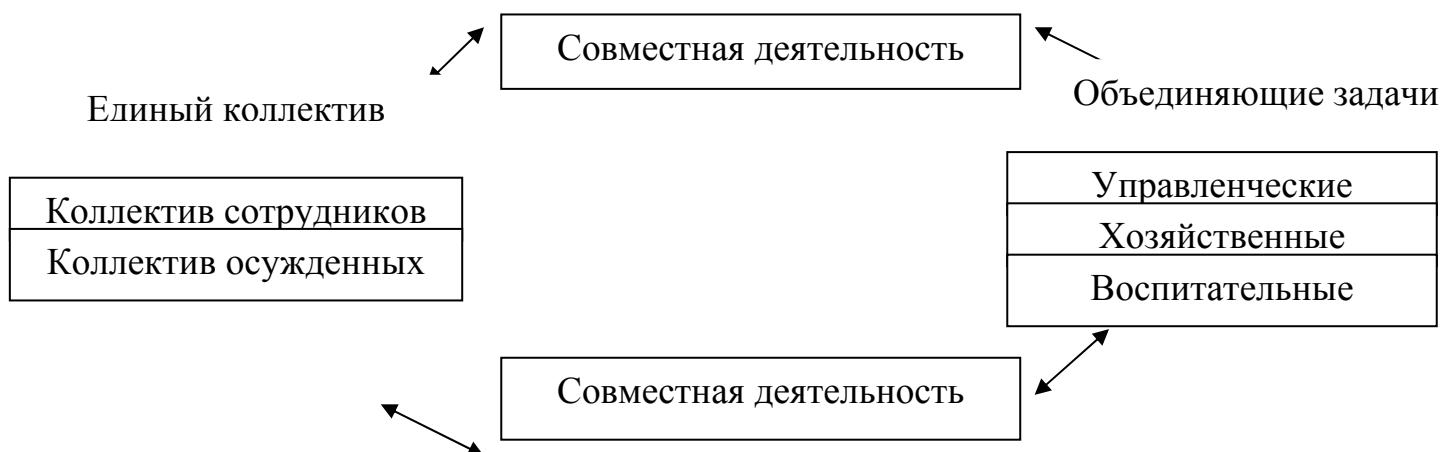 Совместная деятельность
Единый коллектив
Объединяющие задачи
Коллектив сотрудников
Коллектив осужденных
Управленческие
Хозяйственные
Воспитательные
Совместная деятельность